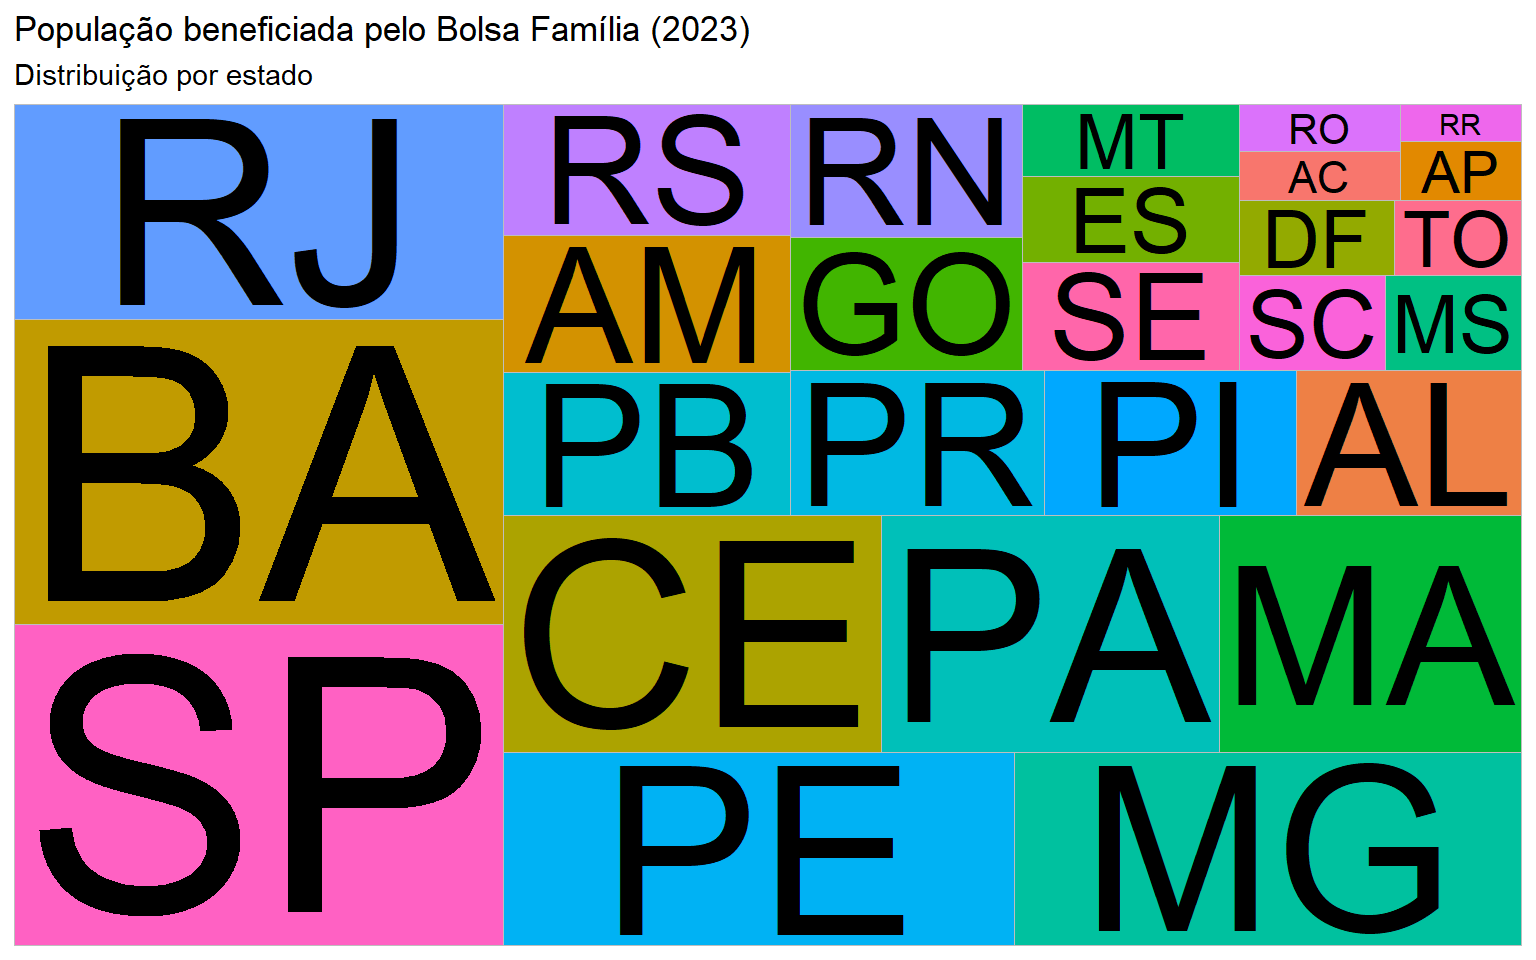 População beneficiada pelo Bolsa Família (2023)
Distribuição por estado
RJ
RS
RN
MT
RO
RR
AC
AP
ES
DF
TO
AM
GO
SE
SC
MS
BA
PB
PR
PI
AL
CE
PA
MA
SP
PE
MG